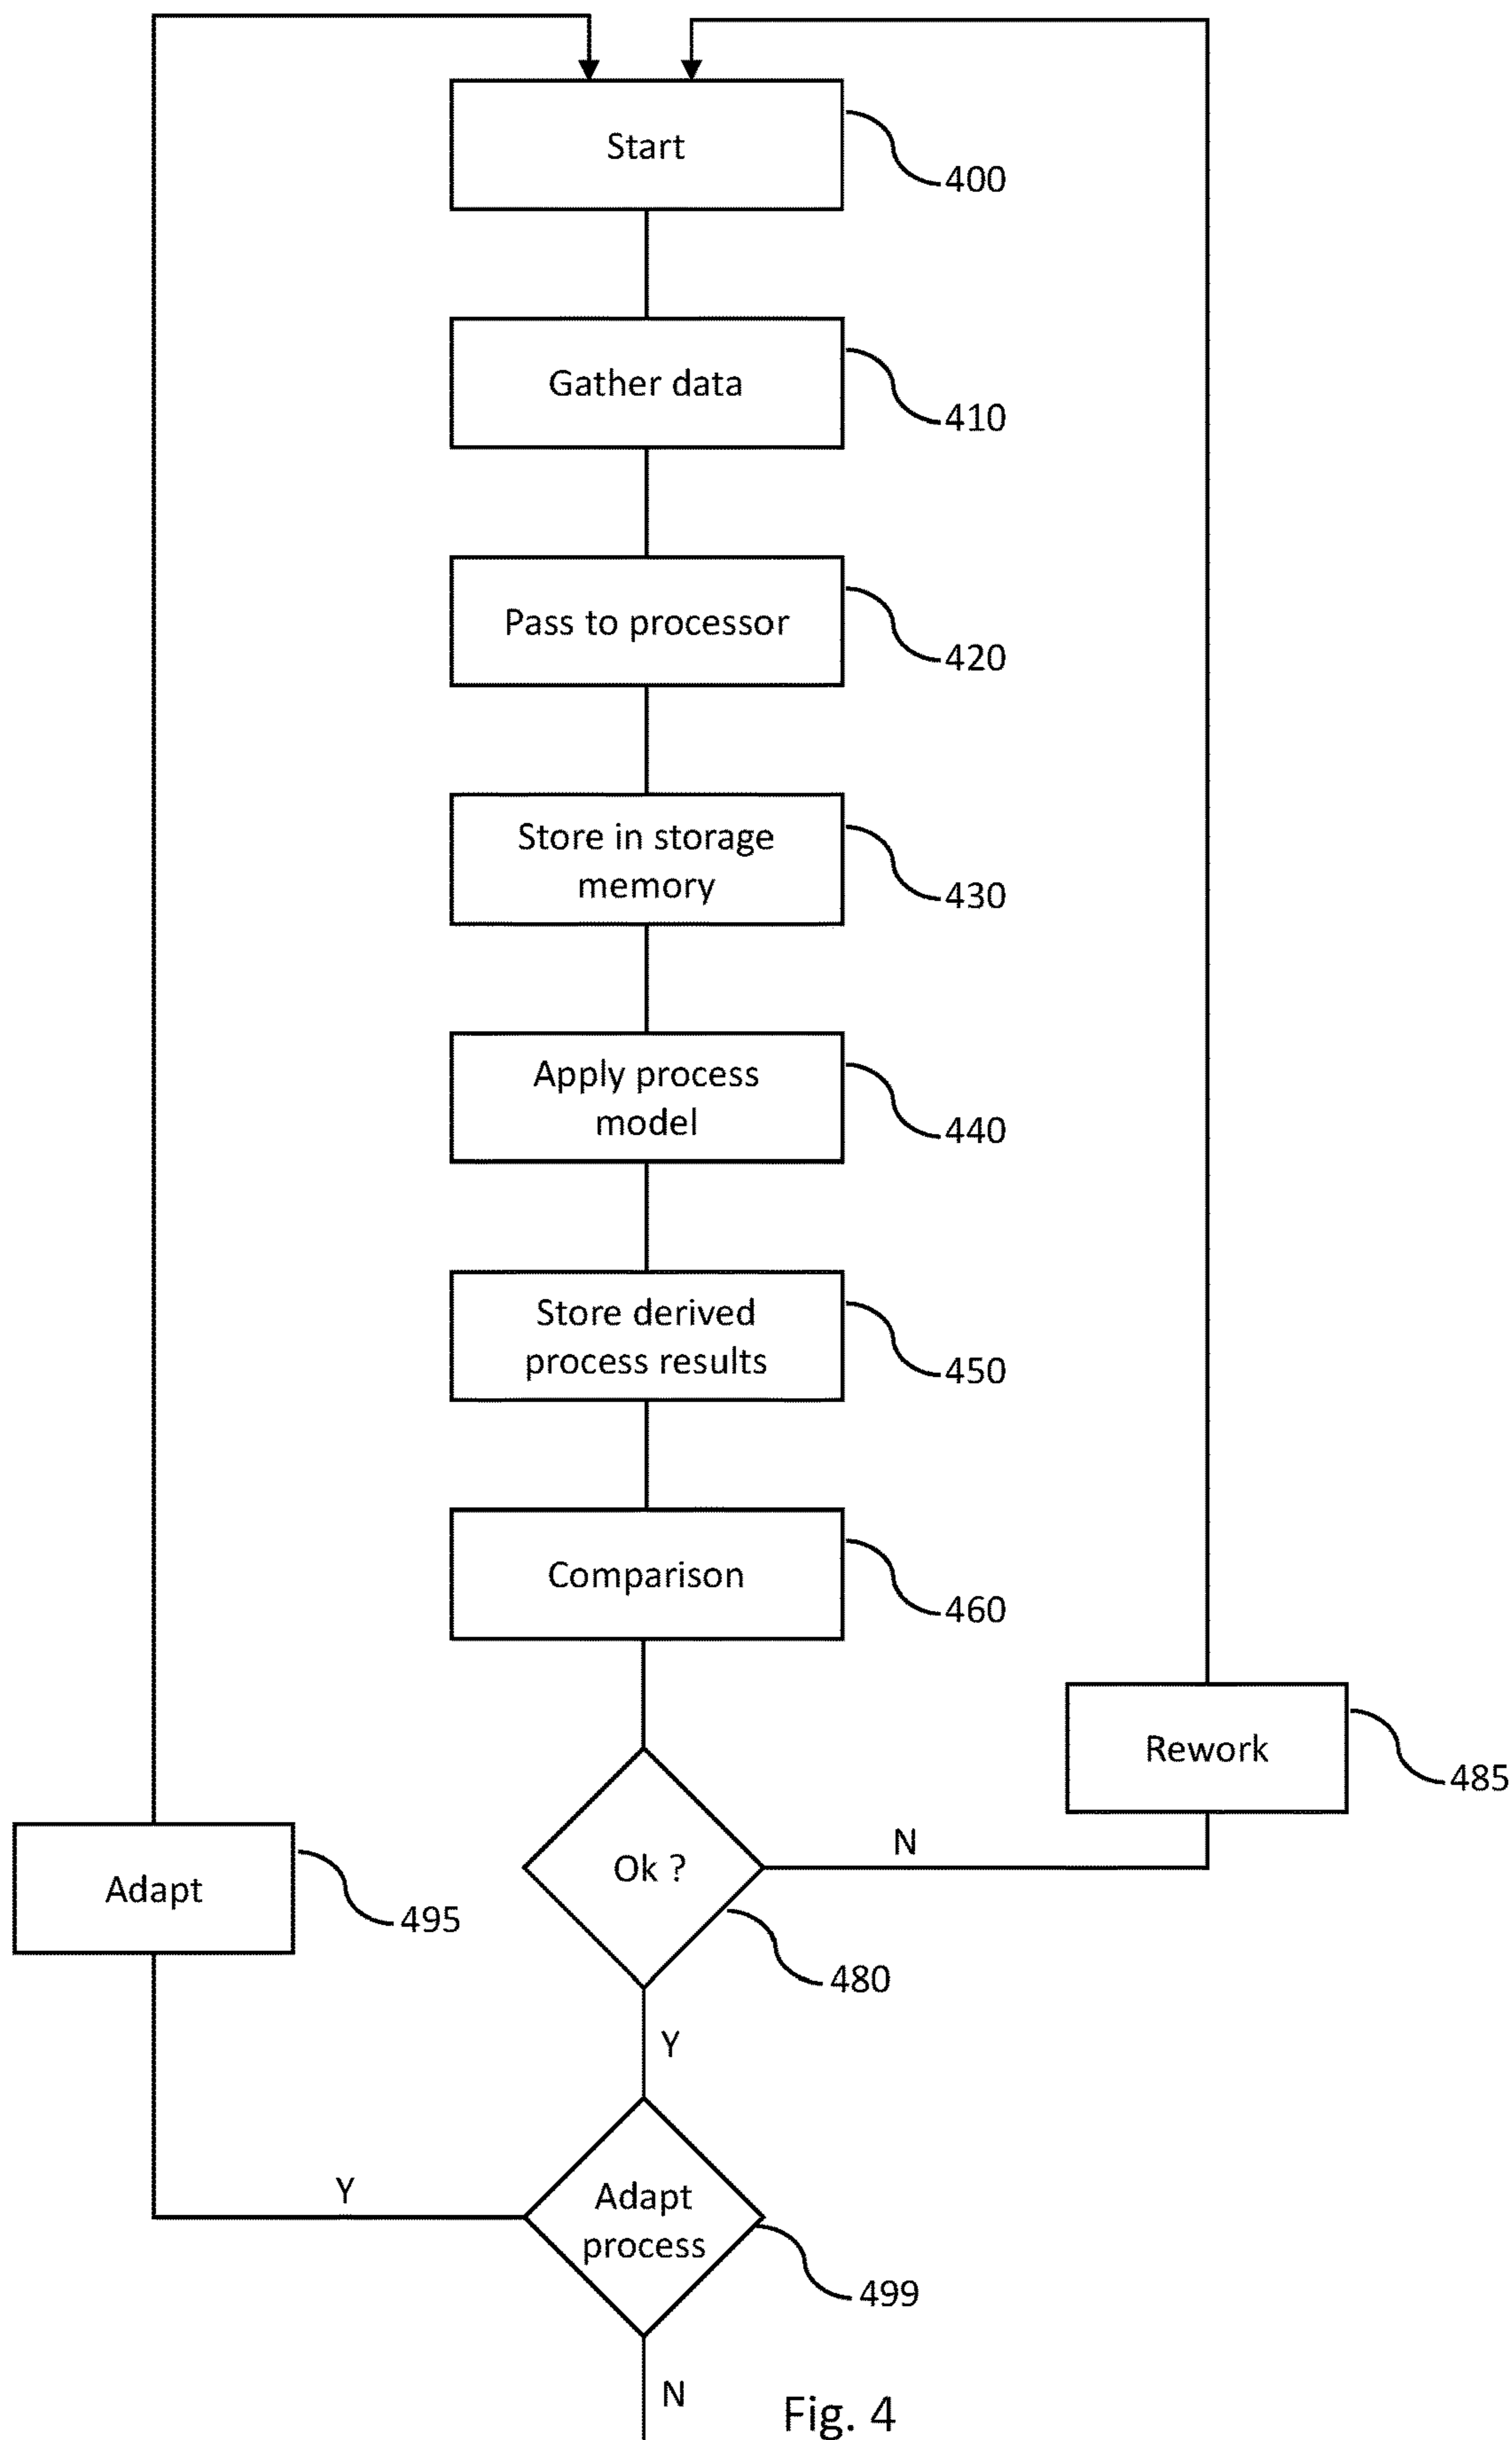 Start
400
Gather data
410
Pass to processor
420
Store in storage
memory
430
Apply process
model
440
Store derived
process results
450
Comparison
460
Rework
485
Ok ?
N
480
Adapt
495
Y
Adapt
process
Y
499
N
Fig. 4